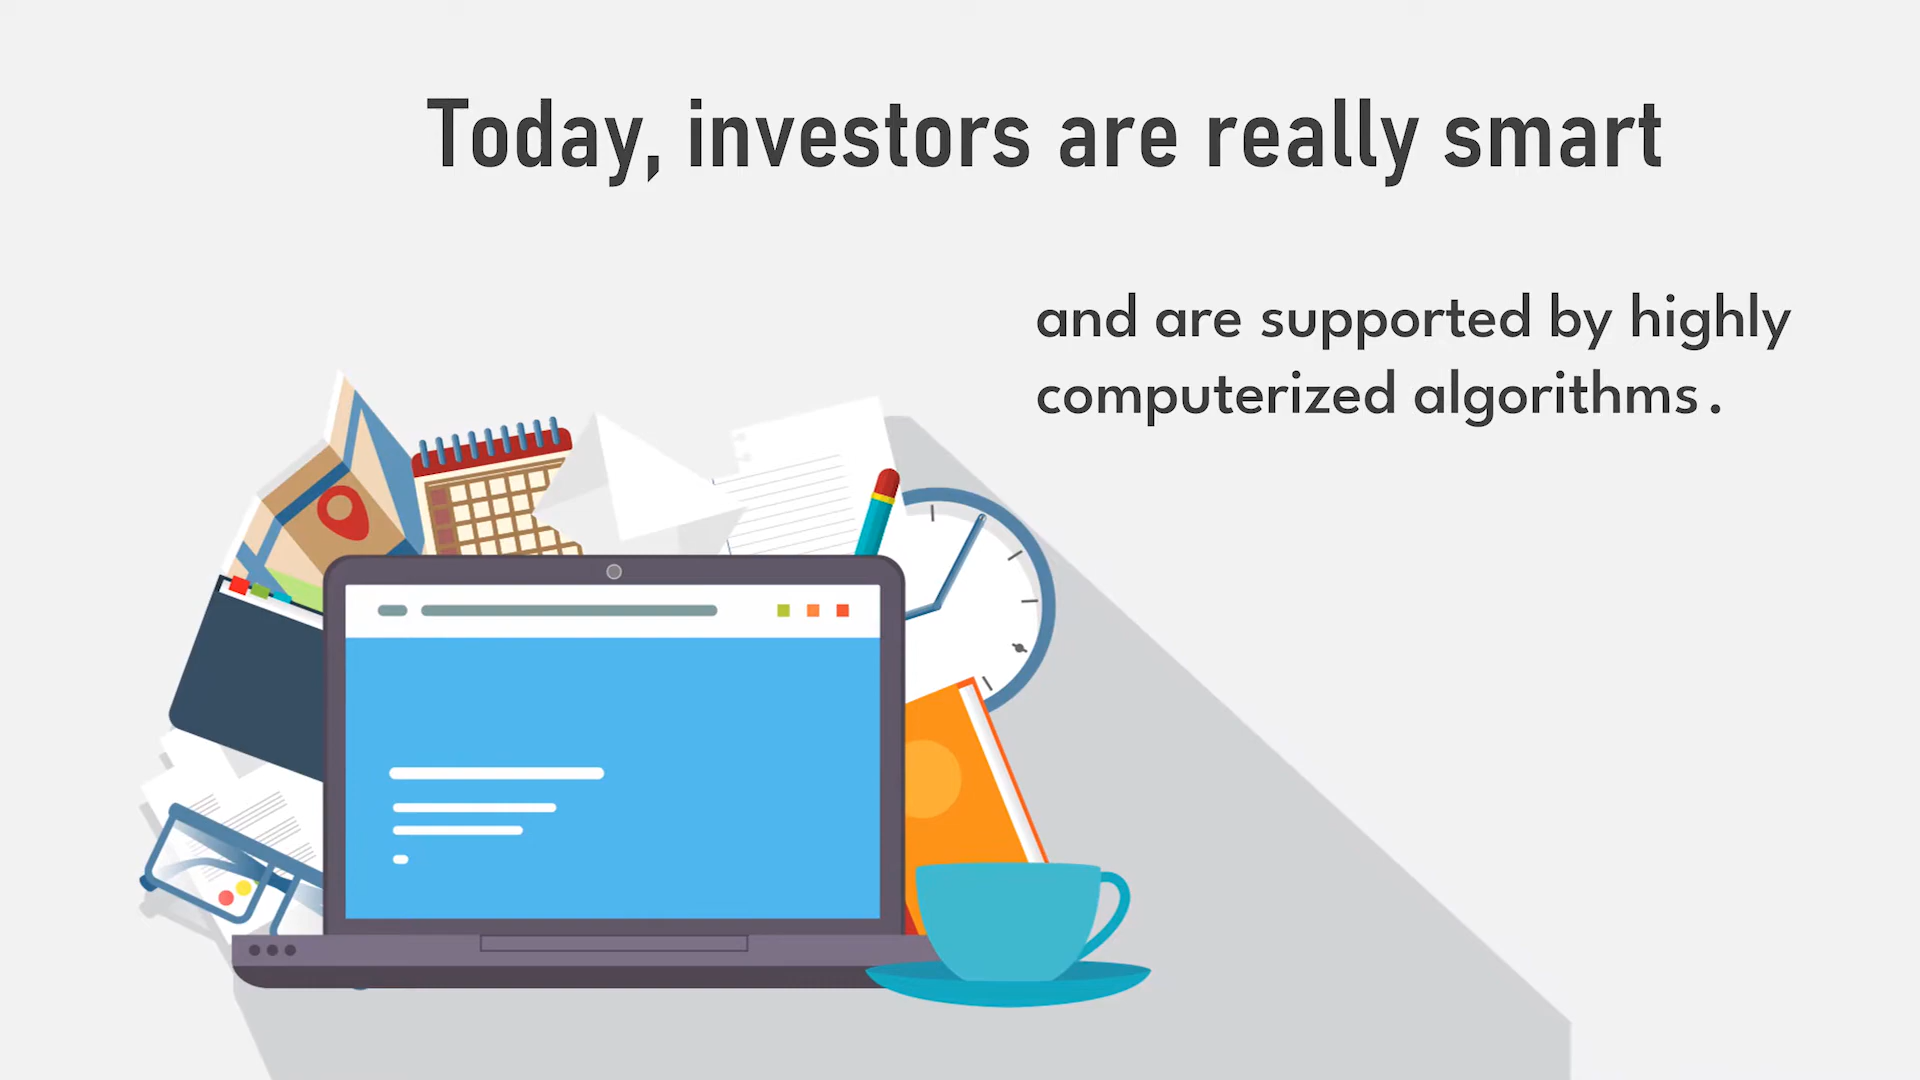 Today, investors are really smart
and are supported by highly
computerized algorithms .